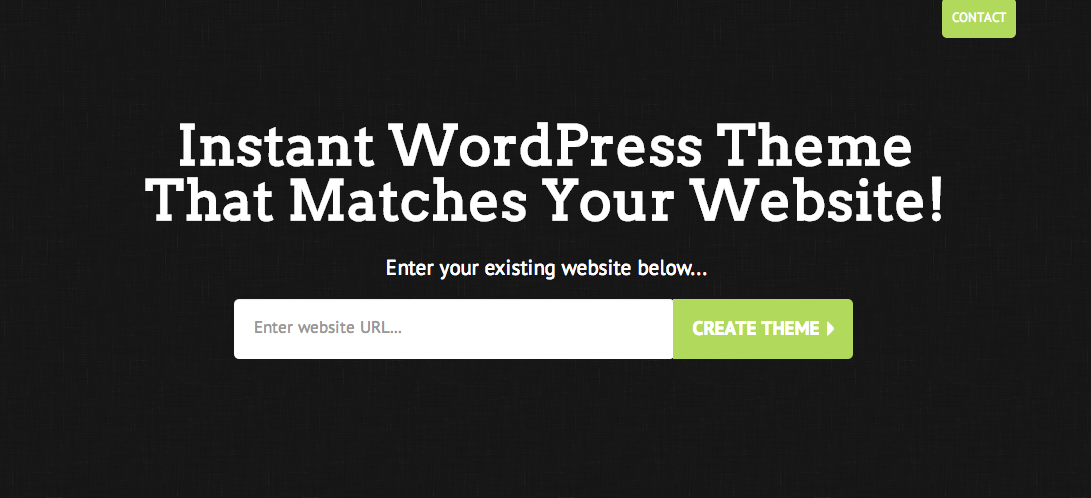 CONTACT
Instant WordPress Theme
That Matches Your Website!
Enter your existing website below...
Enter website URL...
CREATE THEME